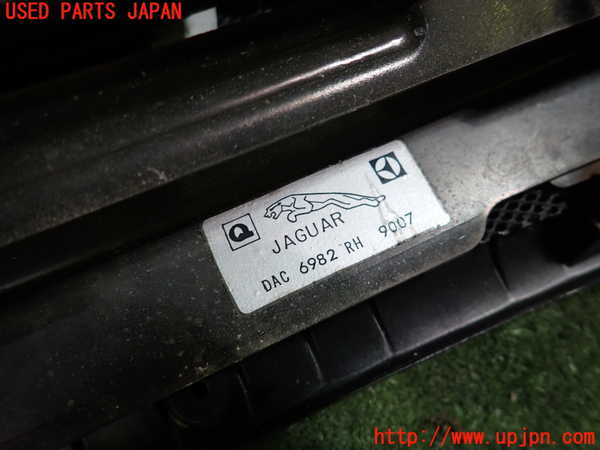 USED PARTS JAPAN
Q
JAGUAR
DAC 6982 RH 9007
http://www.upjpn.com/